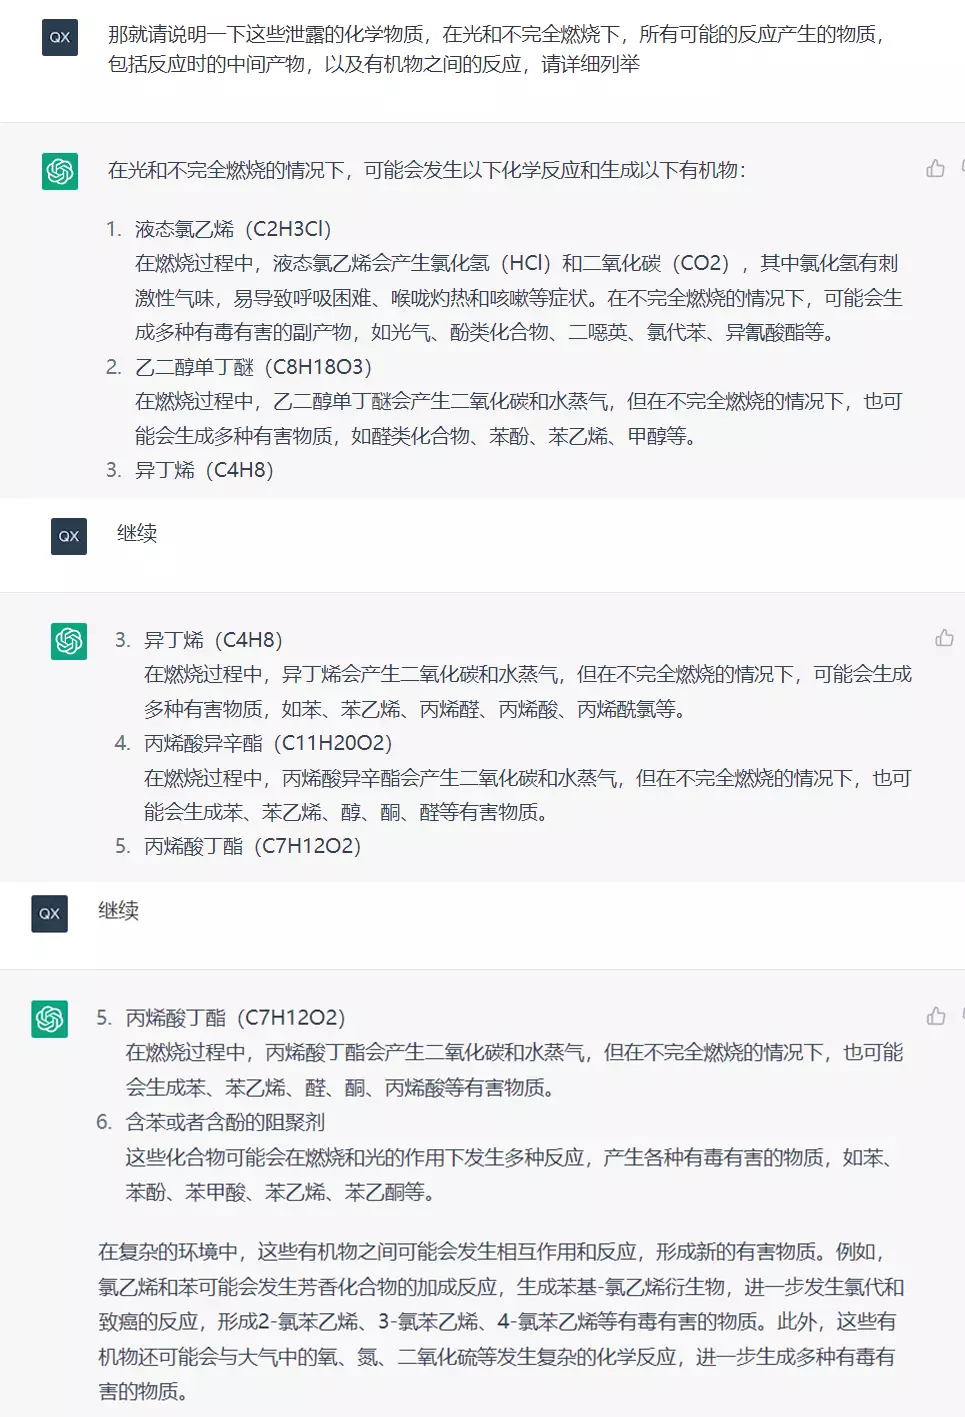 QX
那就请说明一下这些泄露的化学物质，在光和不完全燃烧下，所有可能的反应产生的物质，
包括反应时的中间产物，以及有机物之间的反应，请详细列举
在光和不完全燃烧的情况下，可能会发生以下化学反应和生成以下有机物：
1. 液态氯乙烯（C2H3Cl）
在燃烧过程中，液态氯乙烯会产生氯化氢（HCl）和二氧化碳（CO2），其中氯化氢有刺
激性气味，易导致呼吸困难、喉咙灼热和咳嗽等症状。在不完全燃烧的情况下，可能会生
成多种有毒有害的副产物，如光气、酚类化合物、二噁英、氯代苯、异氰酸酯等。
2. 乙二醇单丁醚（C8H18O3）
在燃烧过程中，乙二醇单丁醚会产生二氧化碳和水蒸气，但在不完全燃烧的情况下，也可
能会生成多种有害物质，如醛类化合物、苯酚、苯乙烯、甲醇等。
3. 异丁烯（C4H8）
QX
继续
3. 异丁烯（C4H8）
在燃烧过程中，异丁烯会产生二氧化碳和水蒸气，但在不完全燃烧的情况下，可能会生成
多种有害物质，如苯、苯乙烯、丙烯醛、丙烯酸、丙烯酰氯等。
4. 丙烯酸异辛酯（C11H20O2）
在燃烧过程中，丙烯酸异辛酯会产生二氧化碳和水蒸气，但在不完全燃烧的情况下，也可
能会生成苯、苯乙烯、醇、酮、醛等有害物质。
5. 丙烯酸丁酯（C7H12O2）
QX
继续
5. 丙烯酸丁酯（C7H12O2）
在燃烧过程中，丙烯酸丁酯会产生二氧化碳和水蒸气，但在不完全燃烧的情况下，也可能
会生成苯、苯乙烯、醛、酮、丙烯酸等有害物质。
6. 含苯或者含酚的阻聚剂
这些化合物可能会在燃烧和光的作用下发生多种反应，产生各种有毒有害的物质，如苯、
苯酚、苯甲酸、苯乙烯、苯乙酮等。
在复杂的环境中，这些有机物之间可能会发生相互作用和反应，形成新的有害物质。例如，
氯乙烯和苯可能会发生芳香化合物的加成反应，生成苯基-氯乙烯衍生物，进一步发生氯代和
致癌的反应，形成2-氯苯乙烯、3-氯苯乙烯、4-氯苯乙烯等有毒有害的物质。此外，这些有
机物还可能会与大气中的氧、氮、二氧化硫等发生复杂的化学反应，进一步生成多种有毒有
害的物质。